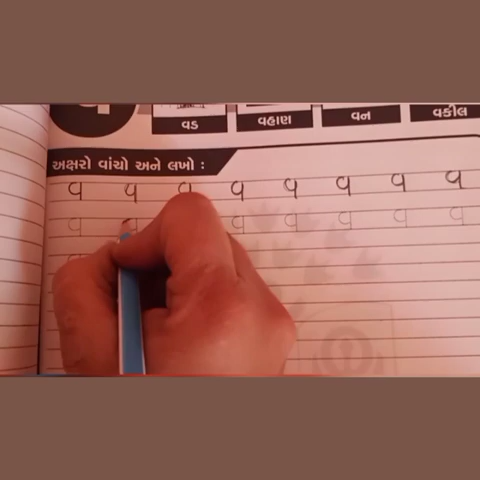 વ
વડ વહાણ વન વકીલ
અક્ષરો વાંચો અને લખો :
વ વ વ વ વ વ વ વ
વ વ વ વ વ વ વ